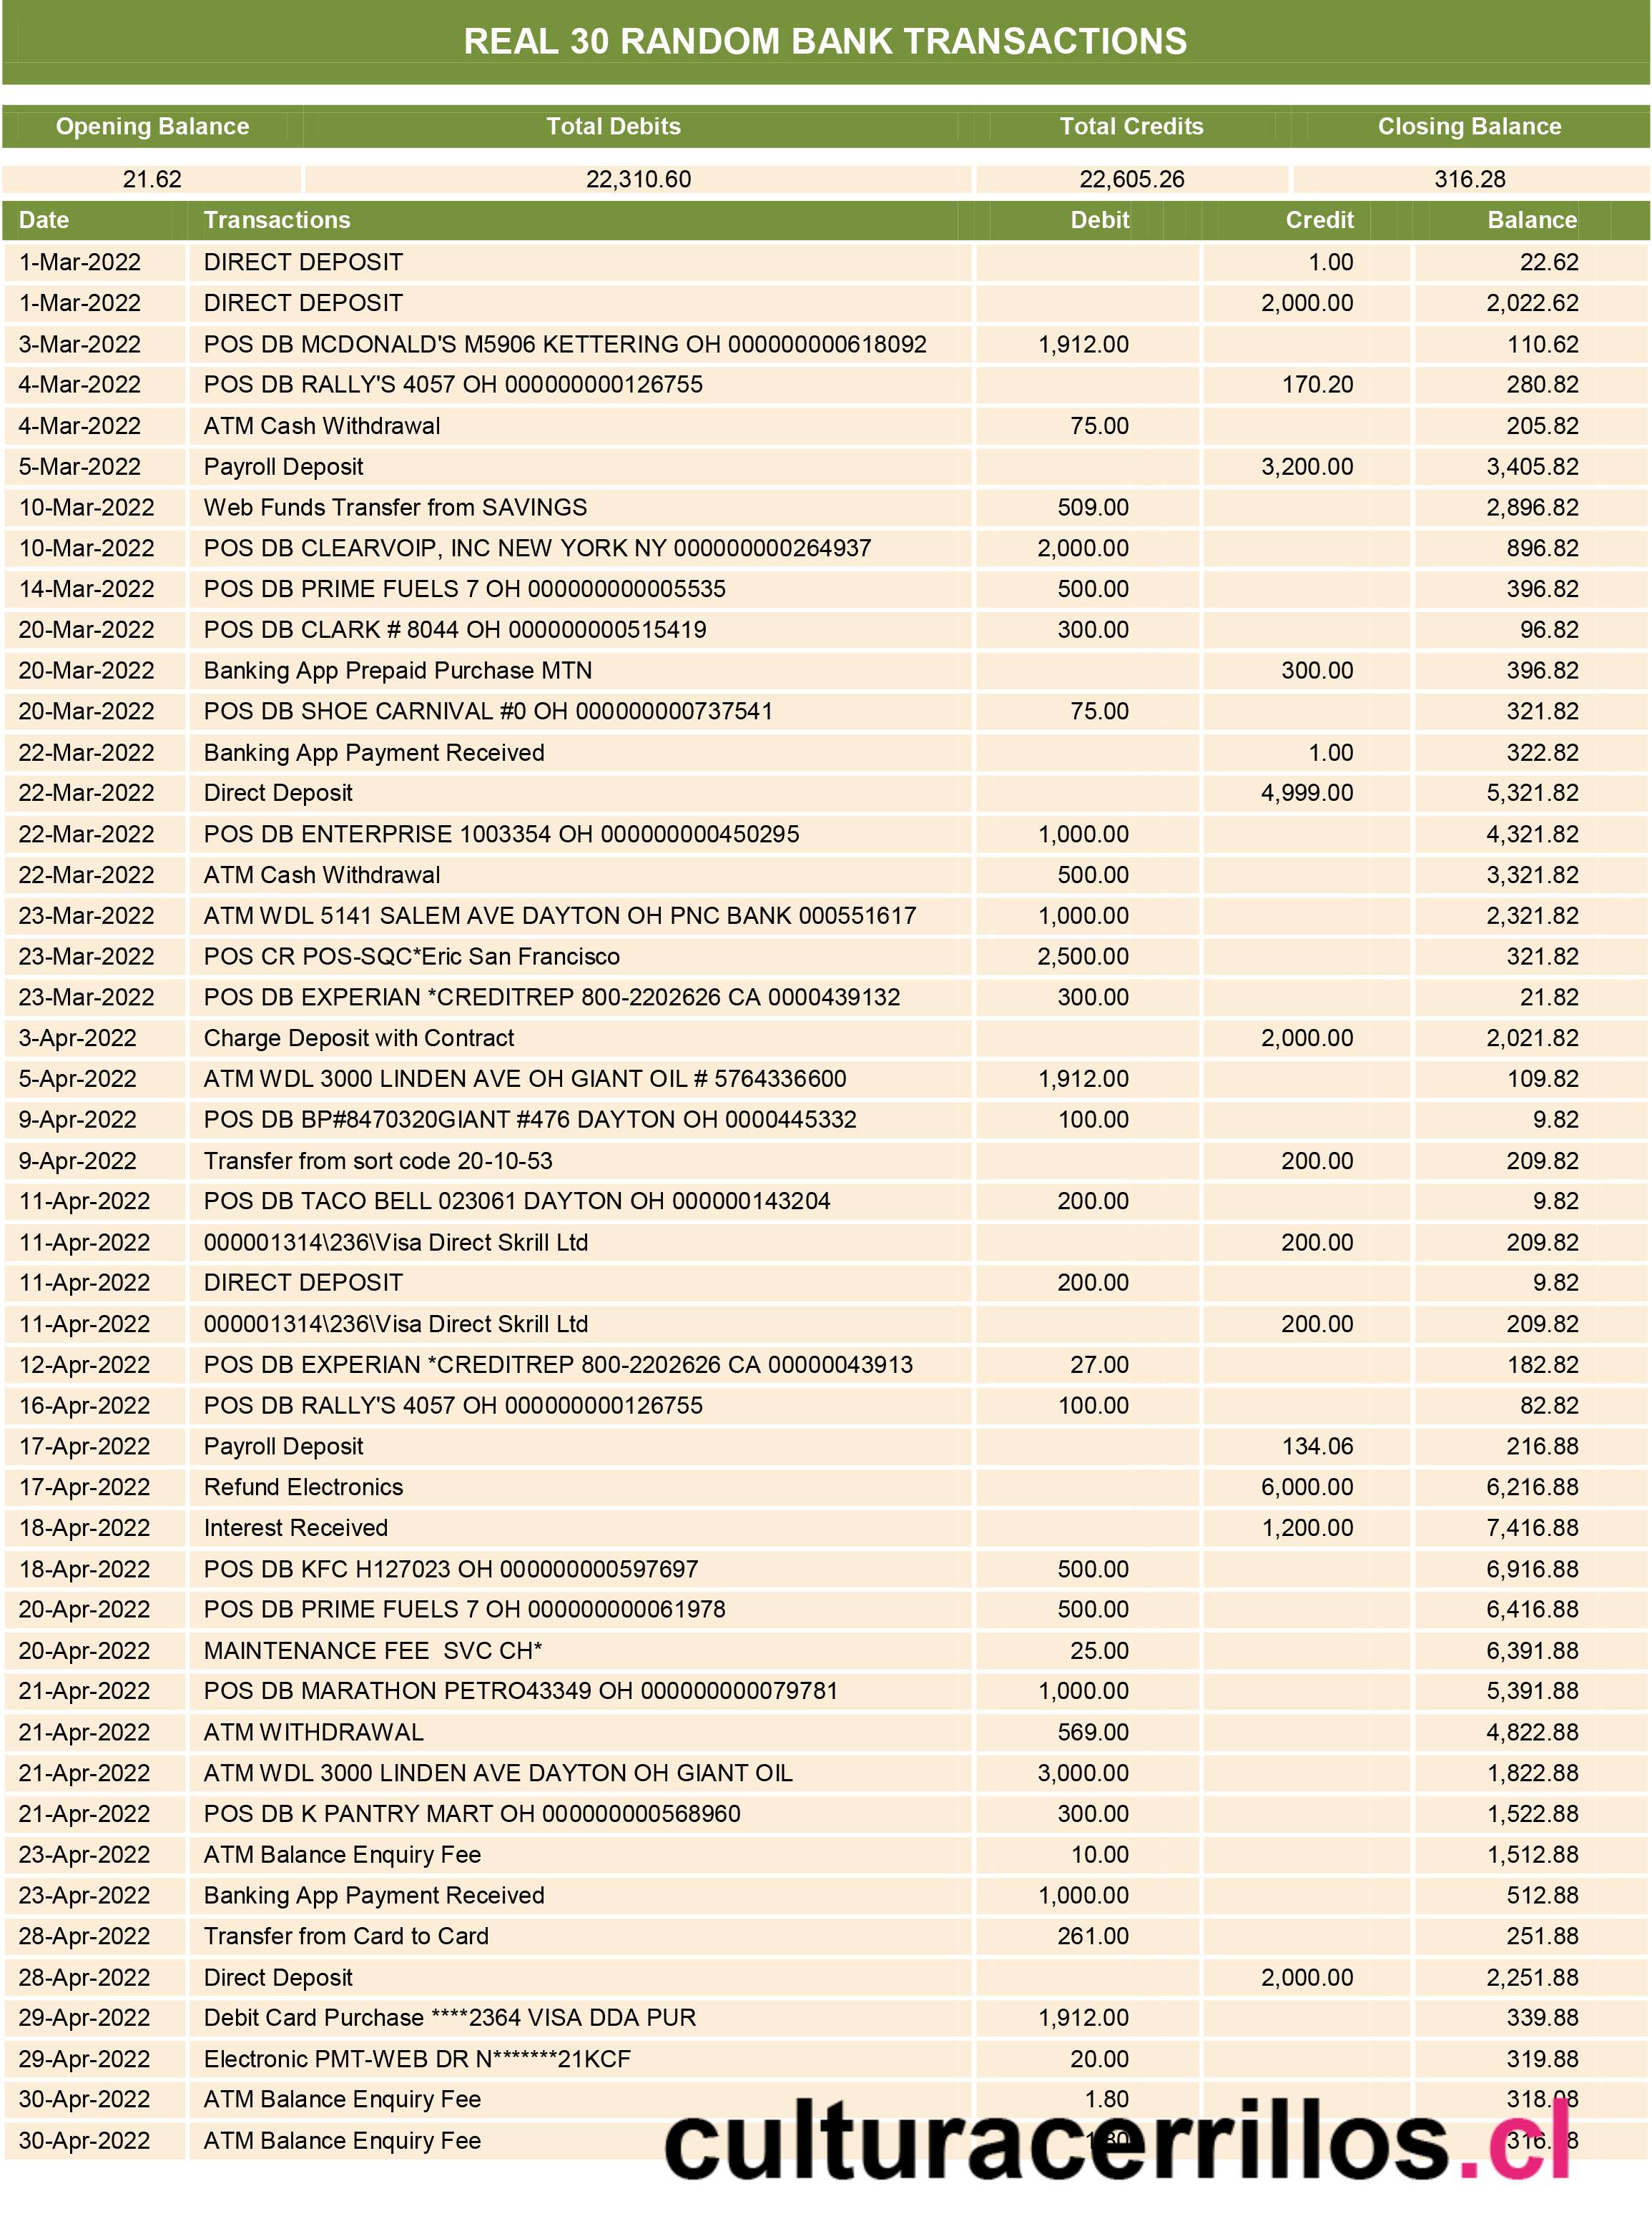 REAL 30 RANDOM BANK TRANSACTIONS
Opening Balance Total Debits Total Credits Closing Balance
21.62 22,310.60 22,605.26 316.28
Date Transactions Debit Credit Balance
1-Mar-2022 DIRECT DEPOSIT 1.00 22.62
1-Mar-2022 DIRECT DEPOSIT 2,000.00 2,022.62
3-Mar-2022 POS DB MCDONALD'S M5906 KETTERING OH 000000000618092 1,912.00 110.62
4-Mar-2022 POS DB RALLY'S 4057 OH 000000000126755 170.20 280.82
4-Mar-2022 ATM Cash Withdrawal 75.00 205.82
5-Mar-2022 Payroll Deposit 3,200.00 3,405.82
10-Mar-2022 Web Funds Transfer from SAVINGS 509.00 2,896.82
10-Mar-2022 POS DB CLEARVOIP, INC NEW YORK NY 000000000264937 2,000.00 896.82
14-Mar-2022 POS DB PRIME FUELS 7 OH 000000000005535 500.00 396.82
20-Mar-2022 POS DB CLARK # 8044 OH 000000000515419 300.00 96.82
20-Mar-2022 Banking App Prepaid Purchase MTN 300.00 396.82
20-Mar-2022 POS DB SHOE CARNIVAL #0 OH 000000000737541 75.00 321.82
22-Mar-2022 Banking App Payment Received 1.00 322.82
22-Mar-2022 Direct Deposit 4,999.00 5,321.82
22-Mar-2022 POS DB ENTERPRISE 1003354 OH 000000000450295 1,000.00 4,321.82
22-Mar-2022 ATM Cash Withdrawal 500.00 3,321.82
23-Mar-2022 ATM WDL 5141 SALEM AVE DAYTON OH PNC BANK 000551617 1,000.00 2,321.82
23-Mar-2022 POS CR POS-SQC*Eric San Francisco 2,500.00 321.82
23-Mar-2022 POS DB EXPERIAN *CREDITREP 800-2202626 CA 0000439132 300.00 21.82
3-Apr-2022 Charge Deposit with Contract 2,000.00 2,021.82
5-Apr-2022 ATM WDL 3000 LINDEN AVE OH GIANT OIL # 5764336600 1,912.00 109.82
9-Apr-2022 POS DB BP#8470320GIANT #476 DAYTON OH 0000445332 100.00 9.82
9-Apr-2022 Transfer from sort code 20-10-53 200.00 209.82
11-Apr-2022 POS DB TACO BELL 023061 DAYTON OH 000000143204 200.00 9.82
11-Apr-2022 000001314\236\Visa Direct Skrill Ltd 200.00 209.82
11-Apr-2022 DIRECT DEPOSIT 200.00 9.82
11-Apr-2022 000001314\236\Visa Direct Skrill Ltd 200.00 209.82
12-Apr-2022 POS DB EXPERIAN *CREDITREP 800-2202626 CA 00000043913 27.00 182.82
16-Apr-2022 POS DB RALLY'S 4057 OH 000000000126755 100.00 82.82
17-Apr-2022 Payroll Deposit 134.06 216.88
17-Apr-2022 Refund Electronics 6,000.00 6,216.88
18-Apr-2022 Interest Received 1,200.00 7,416.88
18-Apr-2022 POS DB KFC H127023 OH 000000000597697 500.00 6,916.88
20-Apr-2022 POS DB PRIME FUELS 7 OH 000000000061978 500.00 6,416.88
20-Apr-2022 MAINTENANCE FEE  SVC CH* 25.00 6,391.88
21-Apr-2022 POS DB MARATHON PETRO43349 OH 000000000079781 1,000.00 5,391.88
21-Apr-2022 ATM WITHDRAWAL 569.00 4,822.88
21-Apr-2022 ATM WDL 3000 LINDEN AVE DAYTON OH GIANT OIL 3,000.00 1,822.88
21-Apr-2022 POS DB K PANTRY MART OH 000000000568960 300.00 1,522.88
23-Apr-2022 ATM Balance Enquiry Fee 10.00 1,512.88
23-Apr-2022 Banking App Payment Received 1,000.00 512.88
28-Apr-2022 Transfer from Card to Card 261.00 251.88
28-Apr-2022 Direct Deposit 2,000.00 2,251.88
29-Apr-2022 Debit Card Purchase ****2364 VISA DDA PUR 1,912.00 339.88
29-Apr-2022 Electronic PMT-WEB DR N*******21KCF 20.00 319.88
30-Apr-2022 ATM Balance Enquiry Fee 1.80 318.08
30-Apr-2022 ATM Balance Enquiry Fee
culturacerrillos.cl